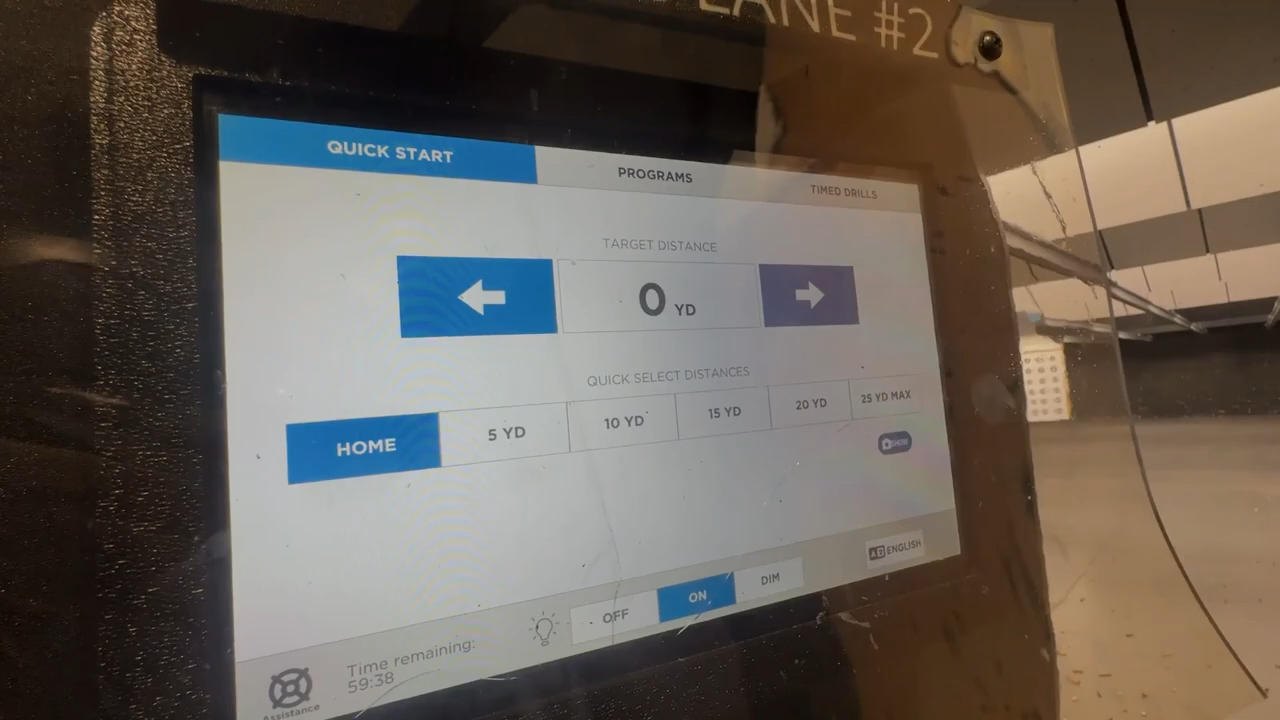 LANE #2
QUICK START
PROGRAMS
TIMED DRILLS
TARGET DISTANCE
0 YD
QUICK SELECT DISTANCES
HOME
5 YD
10 YD
15 YD
20 YD
25 YD MAX
SHOW
OFF
ON
DIM
ENGLISH
Time remaining:
59:38
Assistance